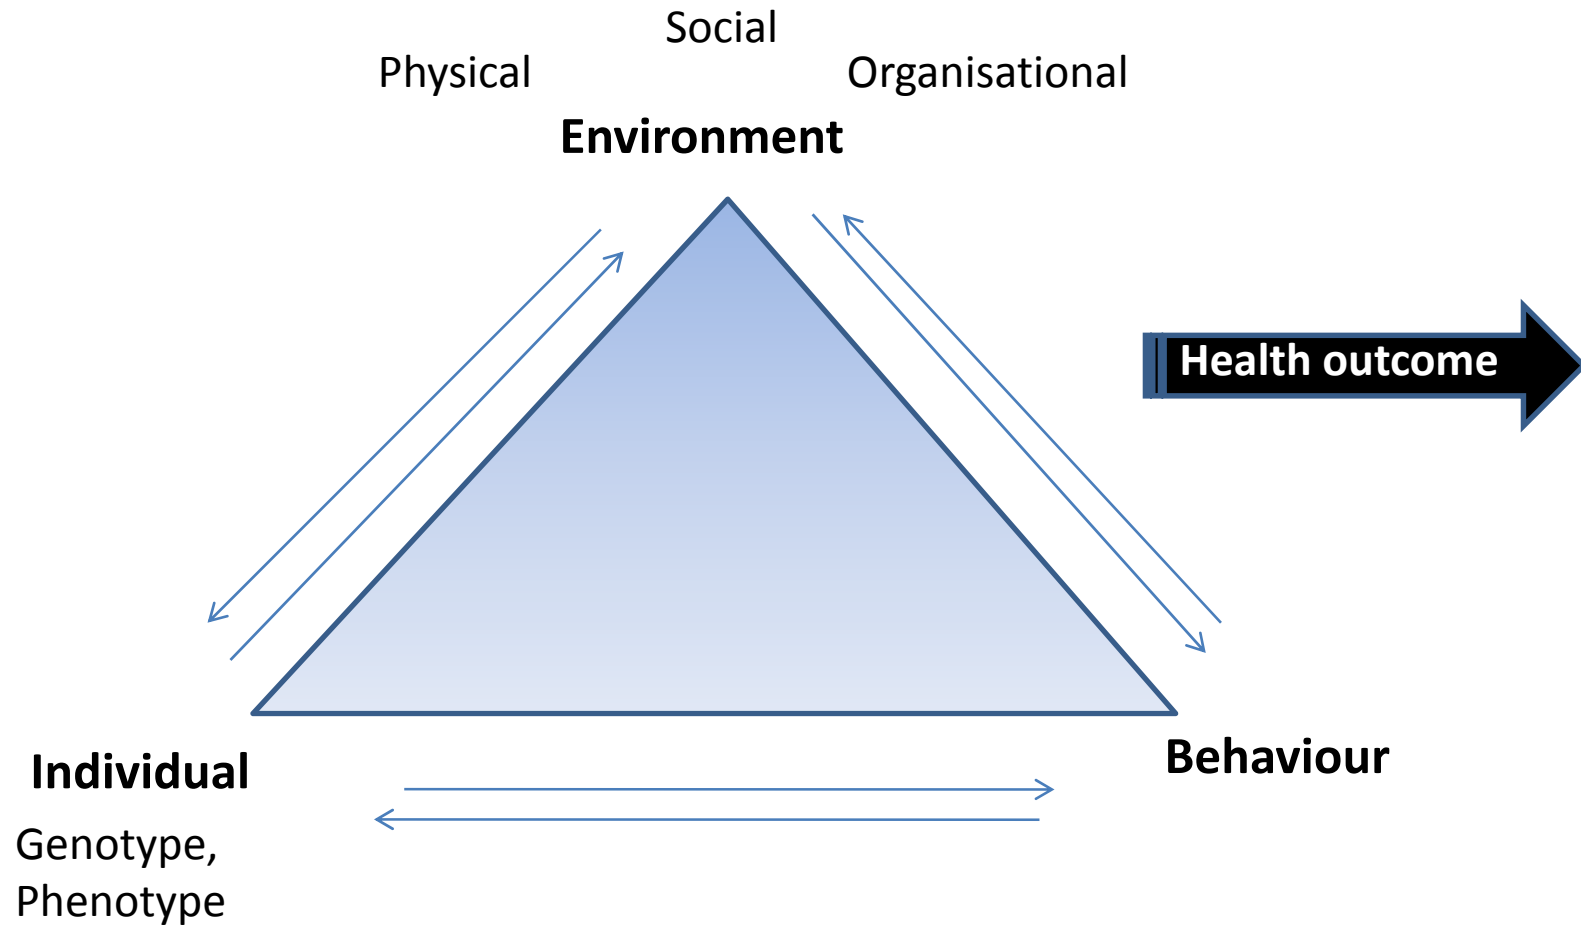 Social
Physical
Organisational
Environment
Health outcome
Individual
Behaviour
Genotype,
Phenotype